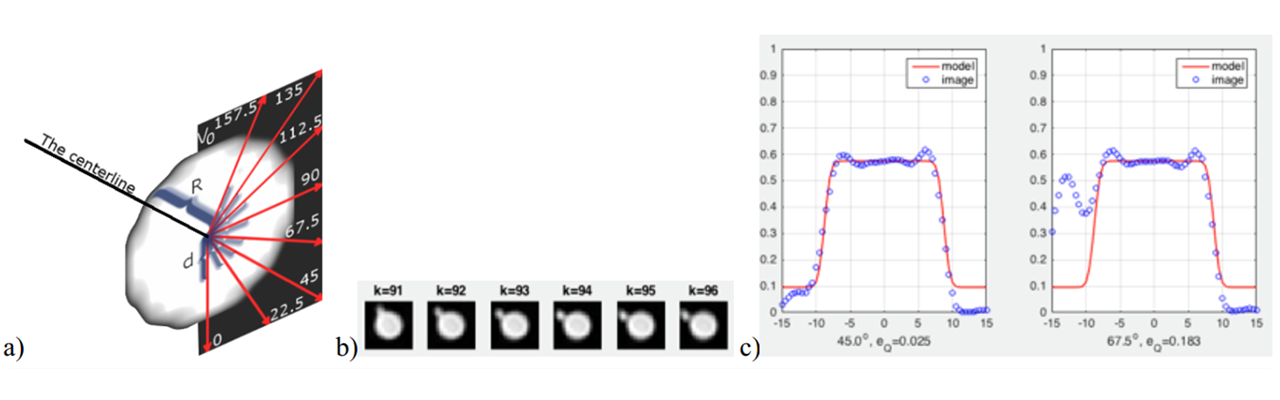 a)
The centerline
V₀
157.5
135
112.5
90
67.5
45
22.5
0
R
d
b)
k=91 k=92 k=93 k=94 k=95 k=96
c)
1
0.9
0.8
0.7
0.6
0.5
0.4
0.3
0.2
0.1
0
-15 -10 -5 0 5 10 15
model
image
45.0°, e_Q=0.025
1
0.9
0.8
0.7
0.6
0.5
0.4
0.3
0.2
0.1
0
-15 -10 -5 0 5 10 15
model
image
67.5°, e_Q=0.183